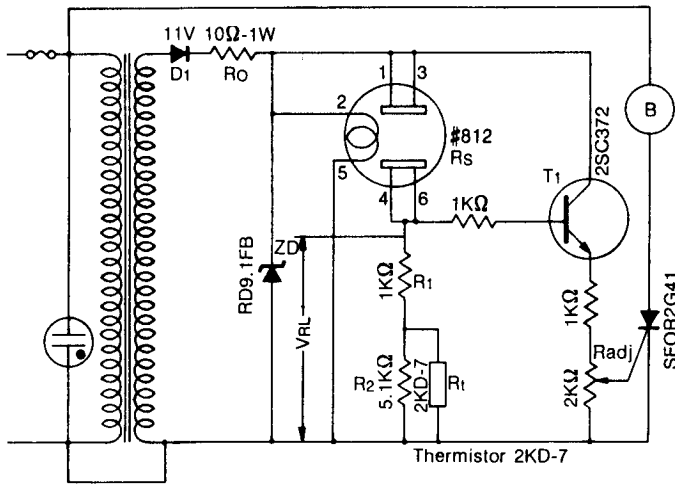 11V
10Ω-1W
D1
Ro
1
3
2
5
4
6
#812
Rs
B
2SC372
T1
1KΩ
ZD
RD9.1FB
VRL
1KΩ
R1
R2
5.1KΩ
2KD-7
Rt
1KΩ
Radj
2KΩ
SFOR2G41
Thermistor 2KD-7